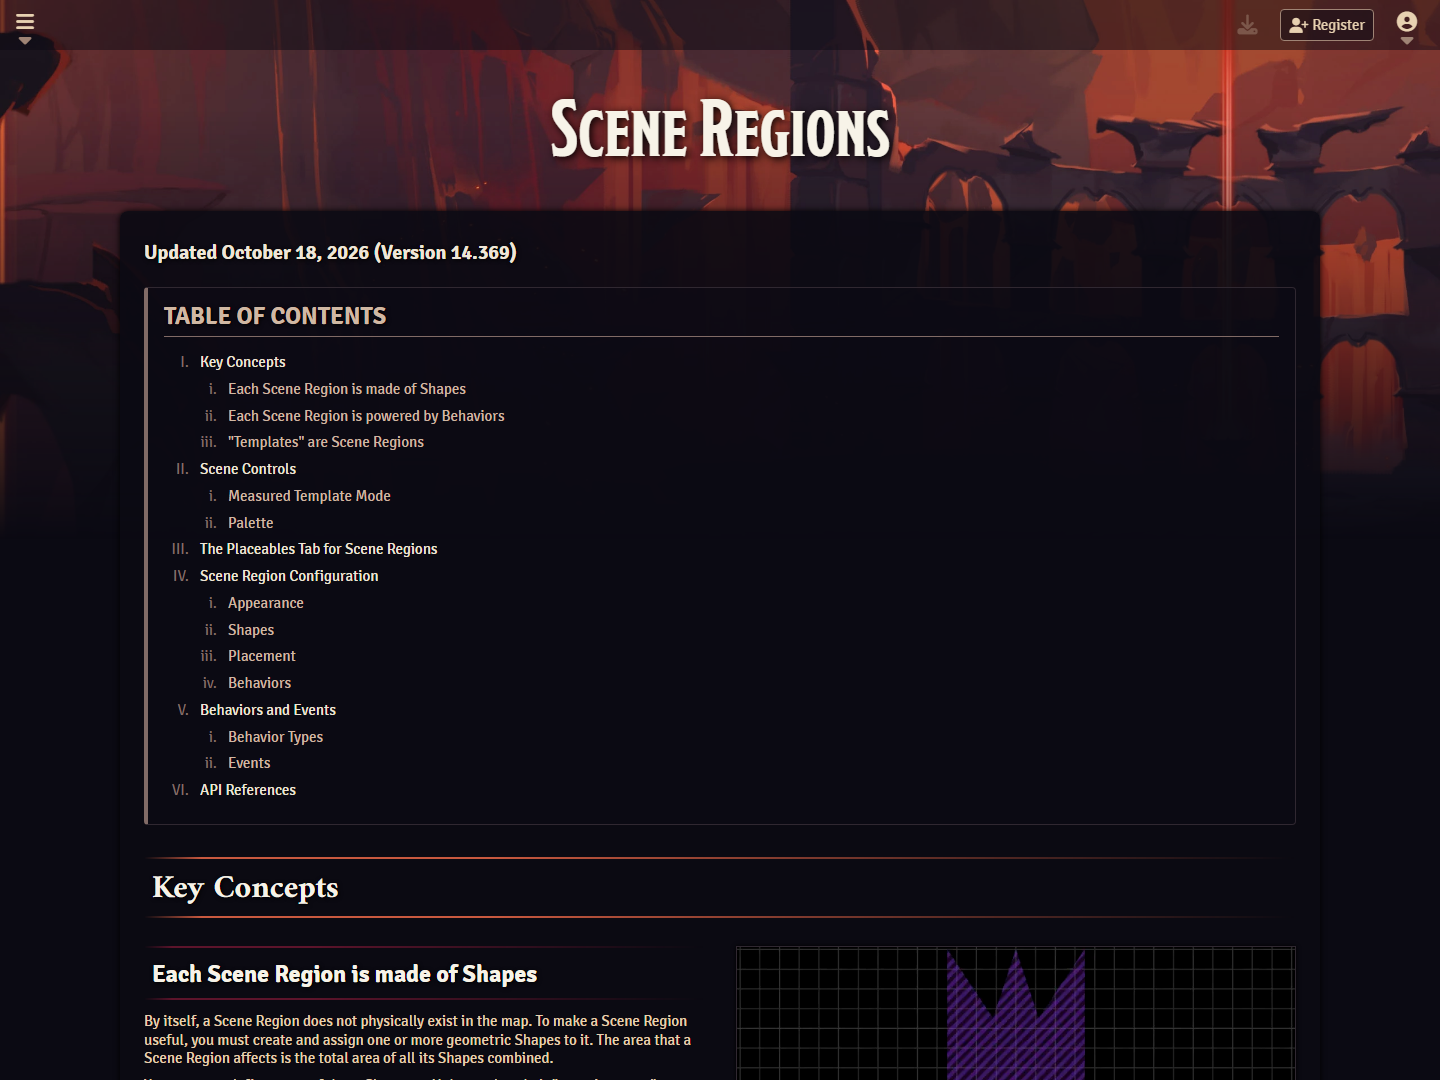 Register
Scene Regions
Updated October 18, 2026 (Version 14.369)
TABLE OF CONTENTS
I. Key Concepts
i. Each Scene Region is made of Shapes
ii. Each Scene Region is powered by Behaviors
iii. "Templates" are Scene Regions
II. Scene Controls
i. Measured Template Mode
ii. Palette
III. The Placeables Tab for Scene Regions
IV. Scene Region Configuration
i. Appearance
ii. Shapes
iii. Placement
iv. Behaviors
V. Behaviors and Events
i. Behavior Types
ii. Events
VI. API References
Key Concepts
Each Scene Region is made of Shapes
By itself, a Scene Region does not physically exist in the map. To make a Scene Region
useful, you must create and assign one or more geometric Shapes to it. The area that a
Scene Region affects is the total area of all its Shapes combined.